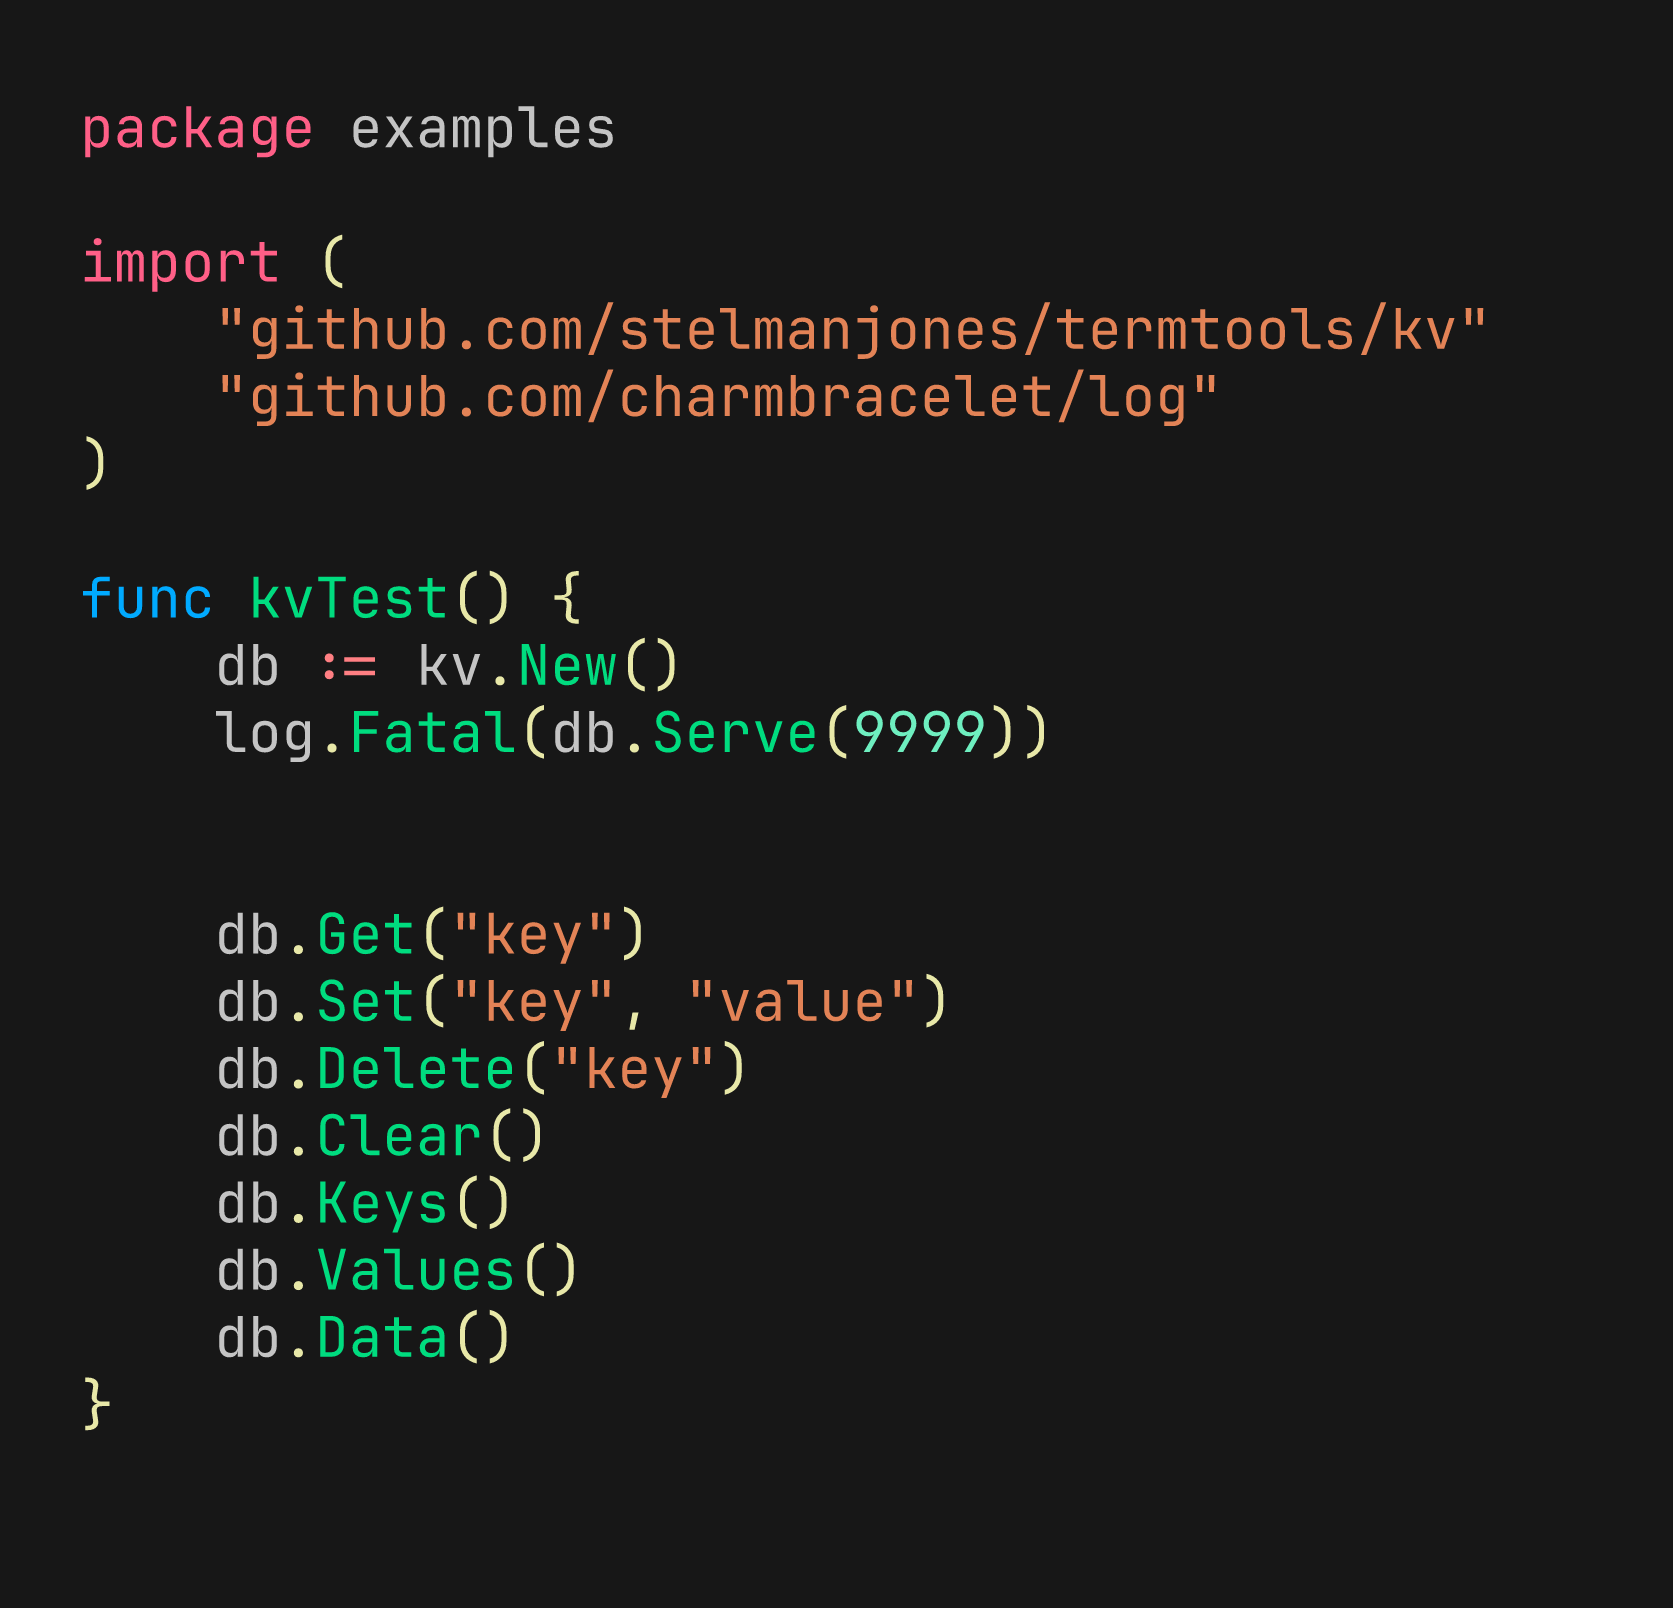 package examples

import (
    "github.com/stelmanjones/termtools/kv"
    "github.com/charmbracelet/log"
)

func kvTest() {
    db := kv.New()
    log.Fatal(db.Serve(9999))


    db.Get("key")
    db.Set("key", "value")
    db.Delete("key")
    db.Clear()
    db.Keys()
    db.Values()
    db.Data()
}